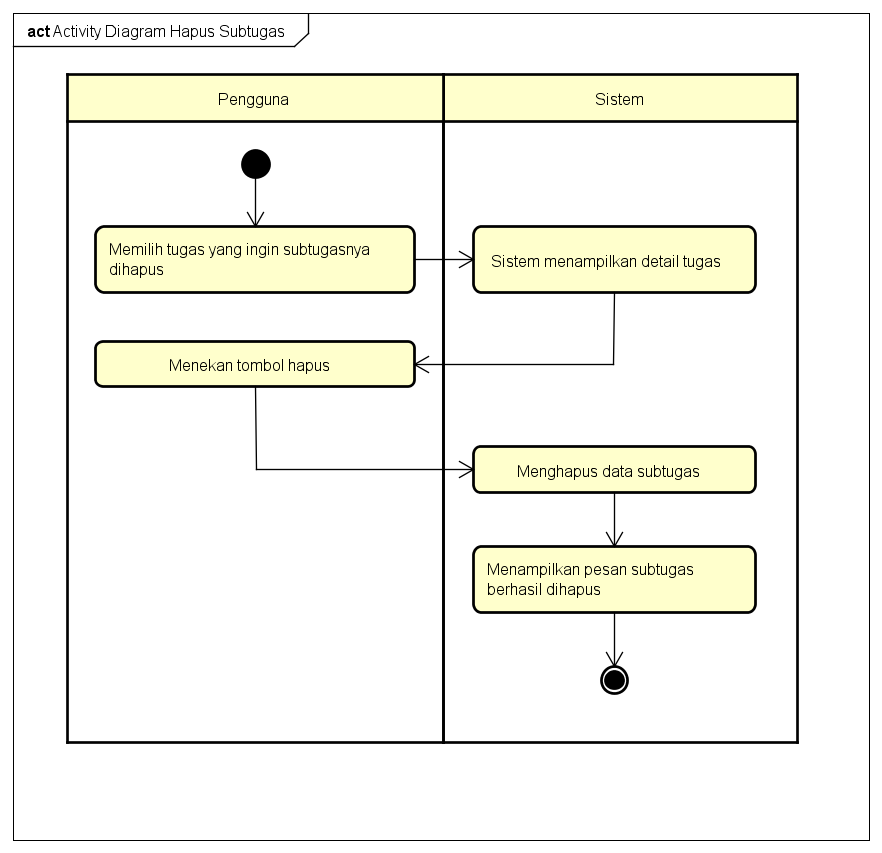 act Activity Diagram Hapus Subtugas
Pengguna
Sistem
Memilih tugas yang ingin subtugasnya
dihapus
Sistem menampilkan detail tugas
Menekan tombol hapus
Menghapus data subtugas
Menampilkan pesan subtugas
berhasil dihapus